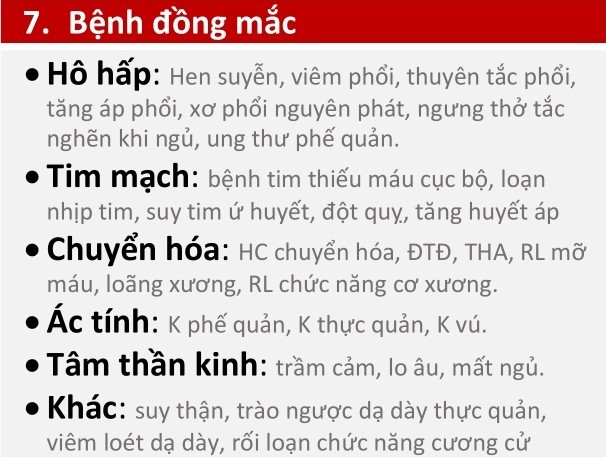 7. Bệnh đồng mắc
• Hô hấp: Hen suyễn, viêm phổi, thuyên tắc phổi,
tăng áp phổi, xơ phổi nguyên phát, ngưng thở tắc
nghẽn khi ngủ, ung thư phế quản.
• Tim mạch: bệnh tim thiếu máu cục bộ, loạn
nhịp tim, suy tim ứ huyết, đột quỵ, tăng huyết áp
• Chuyển hóa: HC chuyển hóa, ĐTĐ, THA, RL mỡ
máu, loãng xương, RL chức năng cơ xương.
• Ác tính: K phế quản, K thực quản, K vú.
• Tâm thần kinh: trầm cảm, lo âu, mất ngủ.
• Khác: suy thận, trào ngược dạ dày thực quản,
viêm loét dạ dày, rối loạn chức năng cương cử